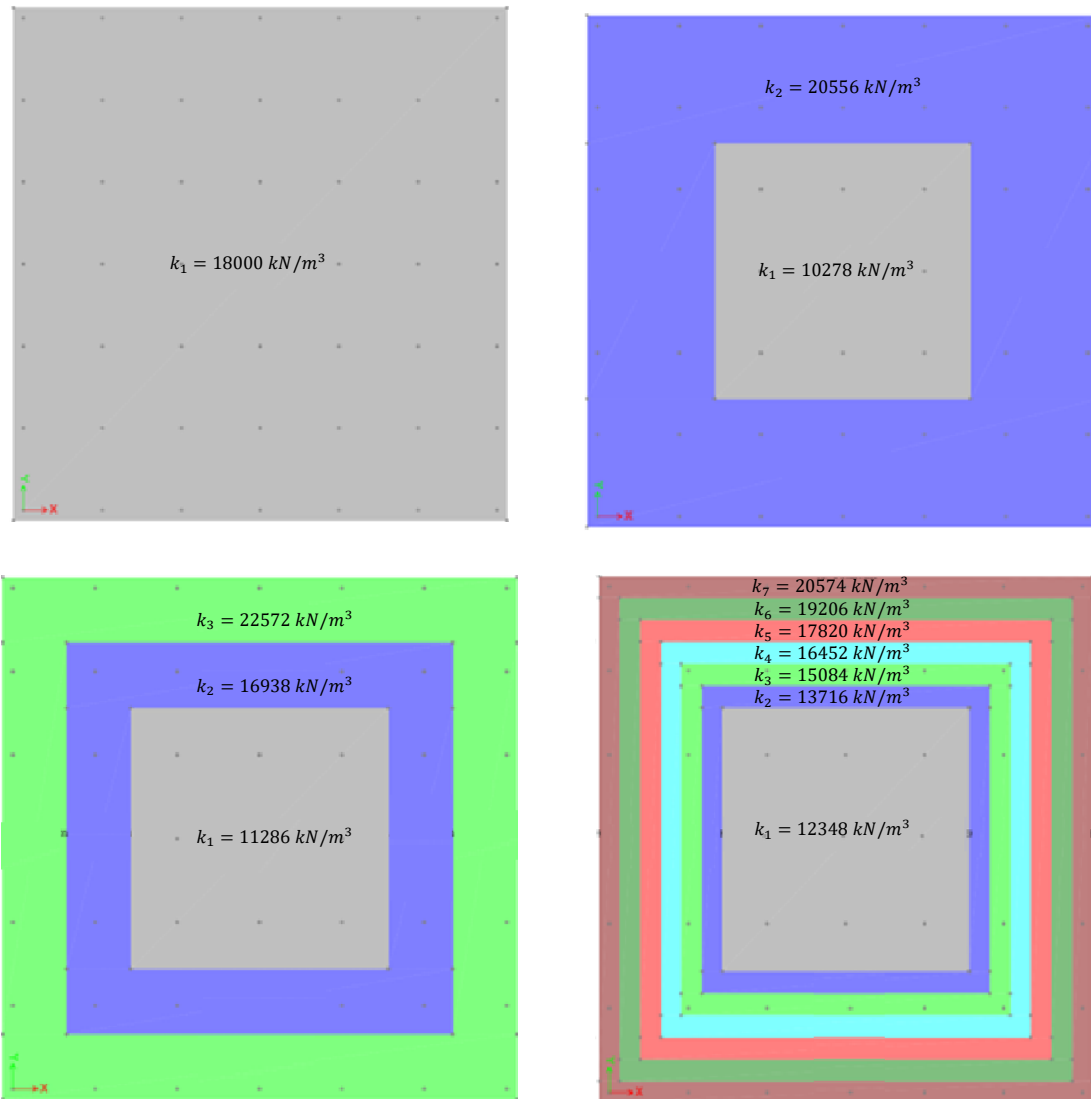 k₁ = 18000 kN/m³
Y
X
k₂ = 20556 kN/m³
k₁ = 10278 kN/m³
Y
X
k₃ = 22572 kN/m³
k₂ = 16938 kN/m³
k₁ = 11286 kN/m³
Y
X
k₇ = 20574 kN/m³
k₆ = 19206 kN/m³
k₅ = 17820 kN/m³
k₄ = 16452 kN/m³
k₃ = 15084 kN/m³
k₂ = 13716 kN/m³
k₁ = 12348 kN/m³
Y
X